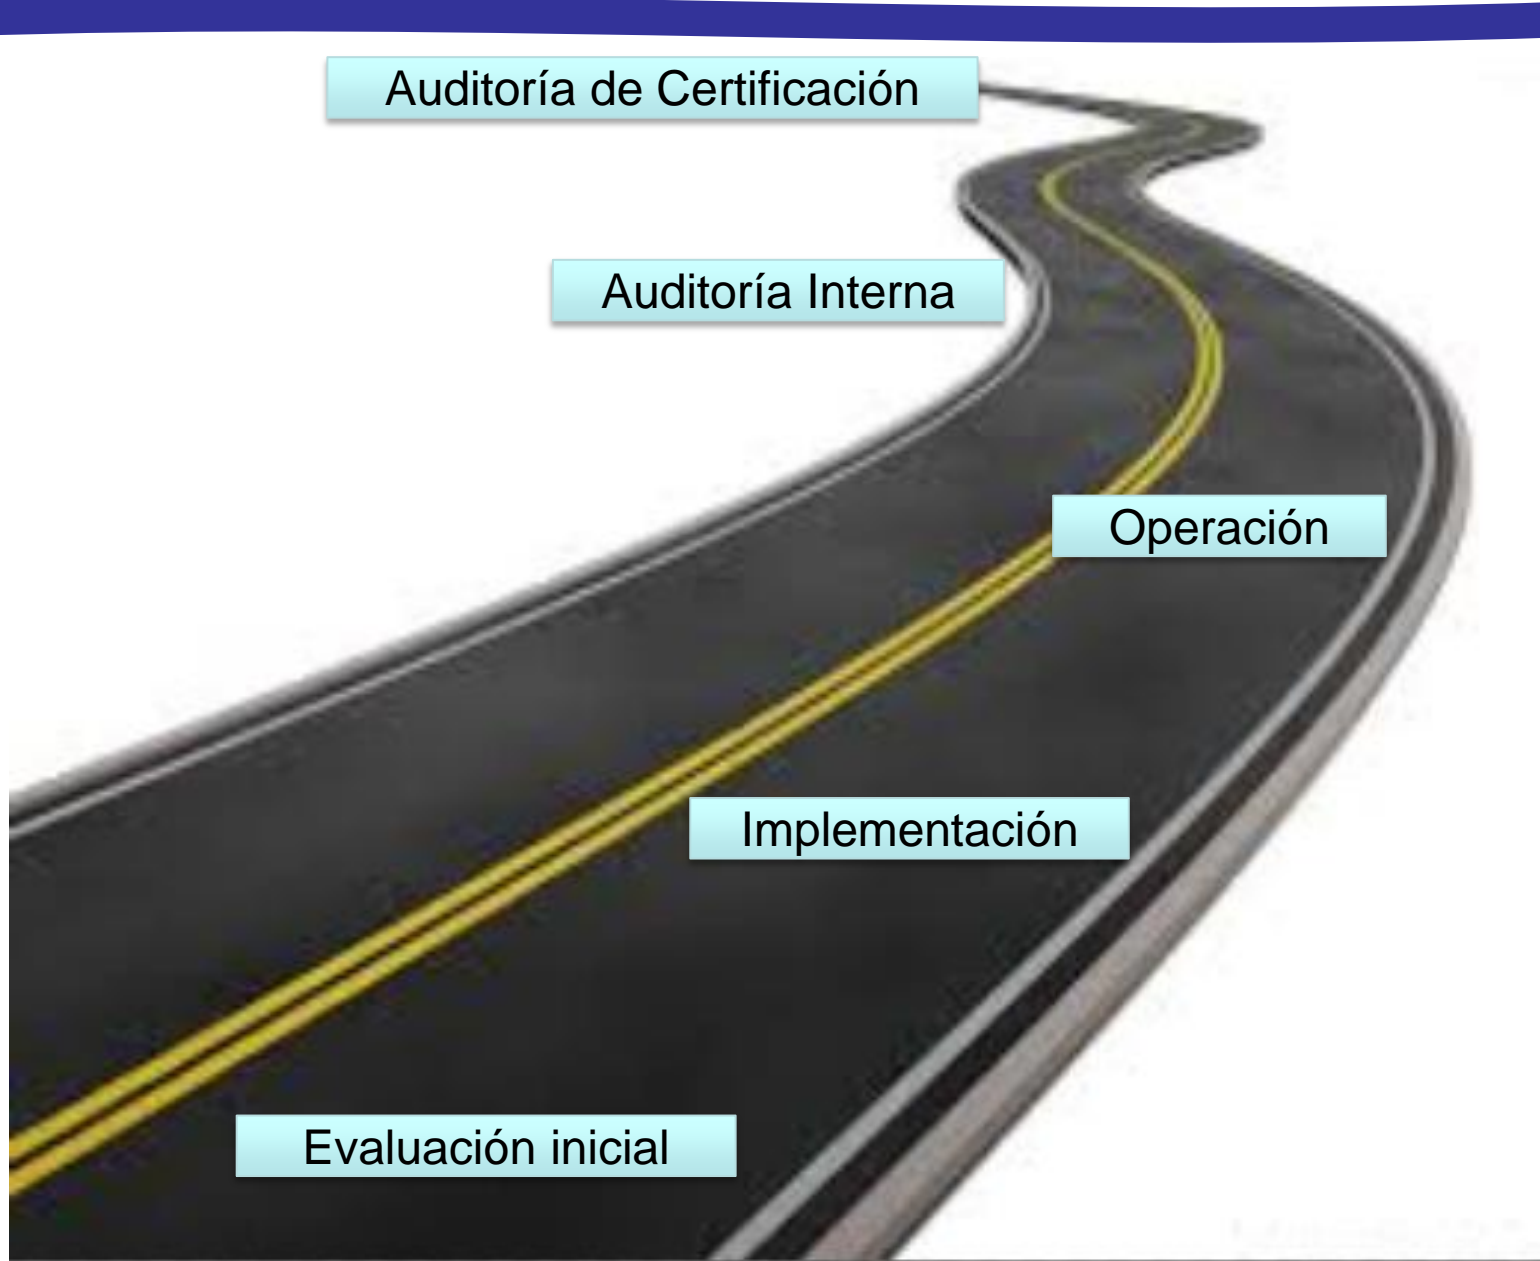 Auditoría de Certificación
Auditoría Interna
Operación
Implementación
Evaluación inicial